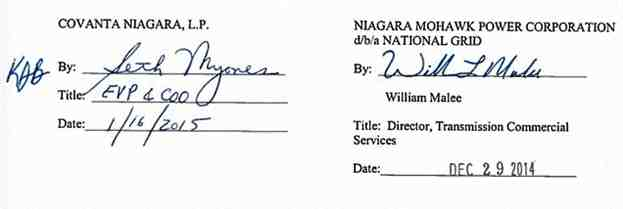 COVANTA NIAGARA, L.P.
KAB By: Seth Myones
Title: EVP & COO
Date: 1/16/2015
NIAGARA MOHAWK POWER CORPORATION
d/b/a NATIONAL GRID
By: Will L Malee
William Malee
Title: Director, Transmission Commercial
Services
Date: DEC 29 2014